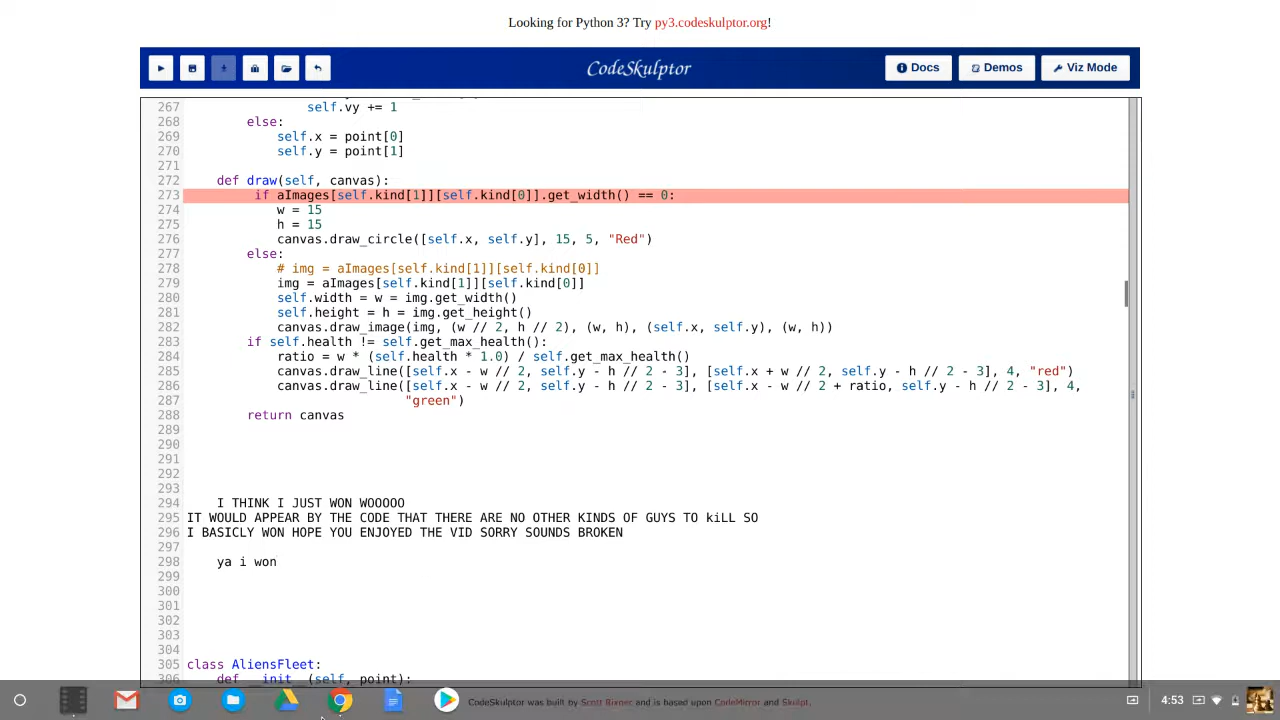 Looking for Python 3? Try py3.codeskulptor.org!
CodeSkulptor
Docs
Demos
Viz Mode
267 self.vy += 1
268 else:
269 self.x = point[0]
270 self.y = point[1]
271
272 def draw(self, canvas):
273 if aImages[self.kind[1]][self.kind[0]].get_width() == 0:
274 w = 15
275 h = 15
276 canvas.draw_circle([self.x, self.y], 15, 5, "Red")
277 else:
278 # img = aImages[self.kind[1]][self.kind[0]]
279 img = aImages[self.kind[1]][self.kind[0]]
280 self.width = w = img.get_width()
281 self.height = h = img.get_height()
282 canvas.draw_image(img, (w // 2, h // 2), (w, h), (self.x, self.y), (w, h))
283 if self.health != self.get_max_health():
284 ratio = w * (self.health * 1.0) / self.get_max_health()
285 canvas.draw_line([self.x - w // 2, self.y - h // 2 - 3], [self.x + w // 2, self.y - h // 2 - 3], 4, "red")
286 canvas.draw_line([self.x - w // 2, self.y - h // 2 - 3], [self.x - w // 2 + ratio, self.y - h // 2 - 3], 4,
287 "green")
288 return canvas
289
290
291
292
293
294 I THINK I JUST WON WOOOOO
295 IT WOULD APPEAR BY THE CODE THAT THERE ARE NO OTHER KINDS OF GUYS TO kiLL SO
296 I BASICLY WON HOPE YOU ENJOYED THE VID SORRY SOUNDS BROKEN
297
298 ya i won
299
300
301
302
303
304
305 class AliensFleet:
306 def __init__(self, point):
CodeSkulptor was built by Scott Rixner and is based upon CodeMirror and Skulpt.
4:53